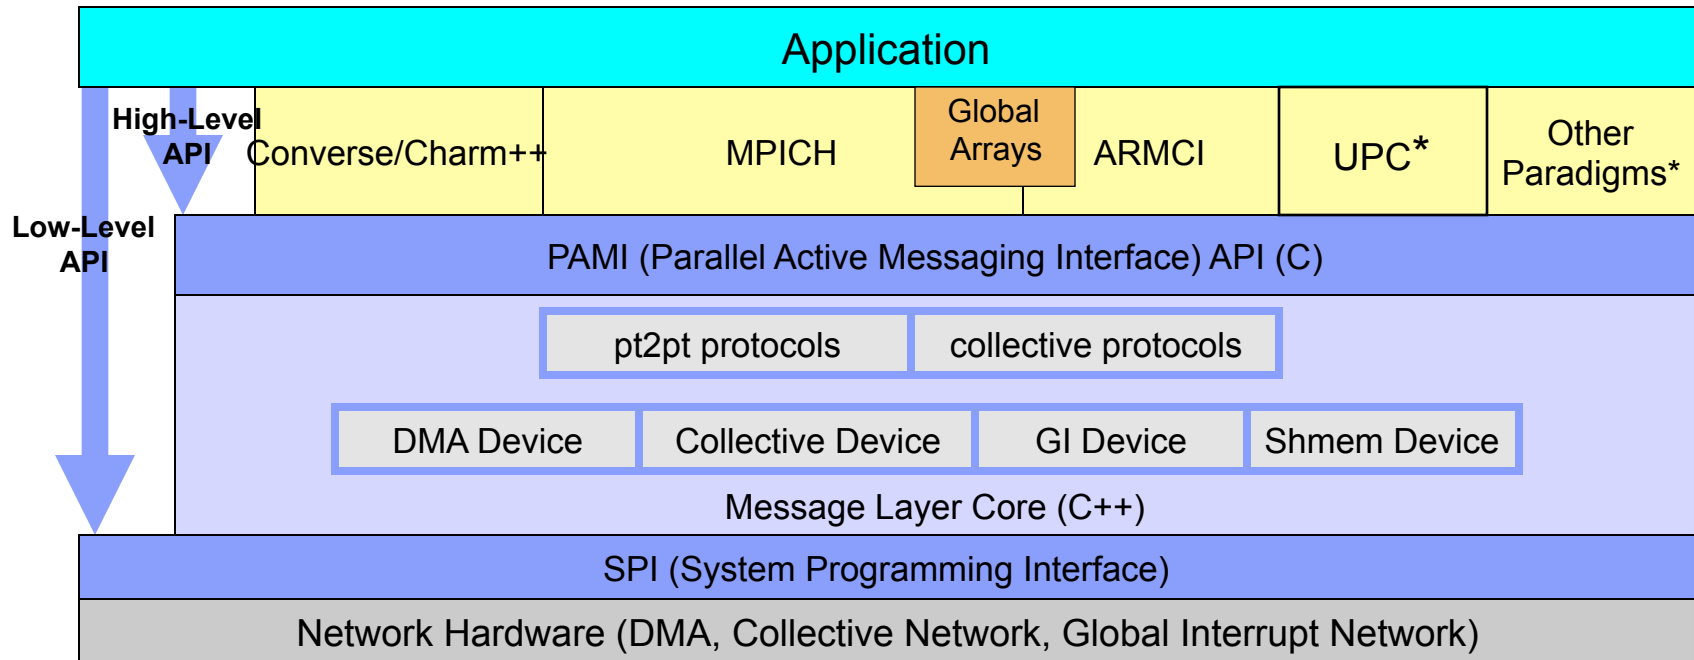 Application
High-Level
API
Converse/Charm++
MPICH
Global
Arrays
ARMCI
UPC*
Other
Paradigms*
Low-Level
API
PAMI (Parallel Active Messaging Interface) API (C)
pt2pt protocols
collective protocols
DMA Device
Collective Device
GI Device
Shmem Device
Message Layer Core (C++)
SPI (System Programming Interface)
Network Hardware (DMA, Collective Network, Global Interrupt Network)